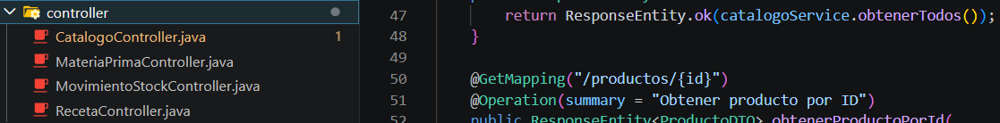 controller
CatalogoController.java 1
MateriaPrimaController.java
MovimientoStockController.java
RecetaController.java
47 return ResponseEntity.ok(catalogoService.obtenerTodos());
48 }
49
50 @GetMapping("/productos/{id}")
51 @Operation(summary = "Obtener producto por ID")
52 public ResponseEntity<ProductoDTO> obtenerProductoPorId(